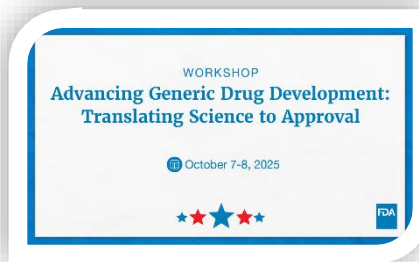 WORKSHOP
Advancing Generic Drug Development:
Translating Science to Approval
October 7-8, 2025
FDA